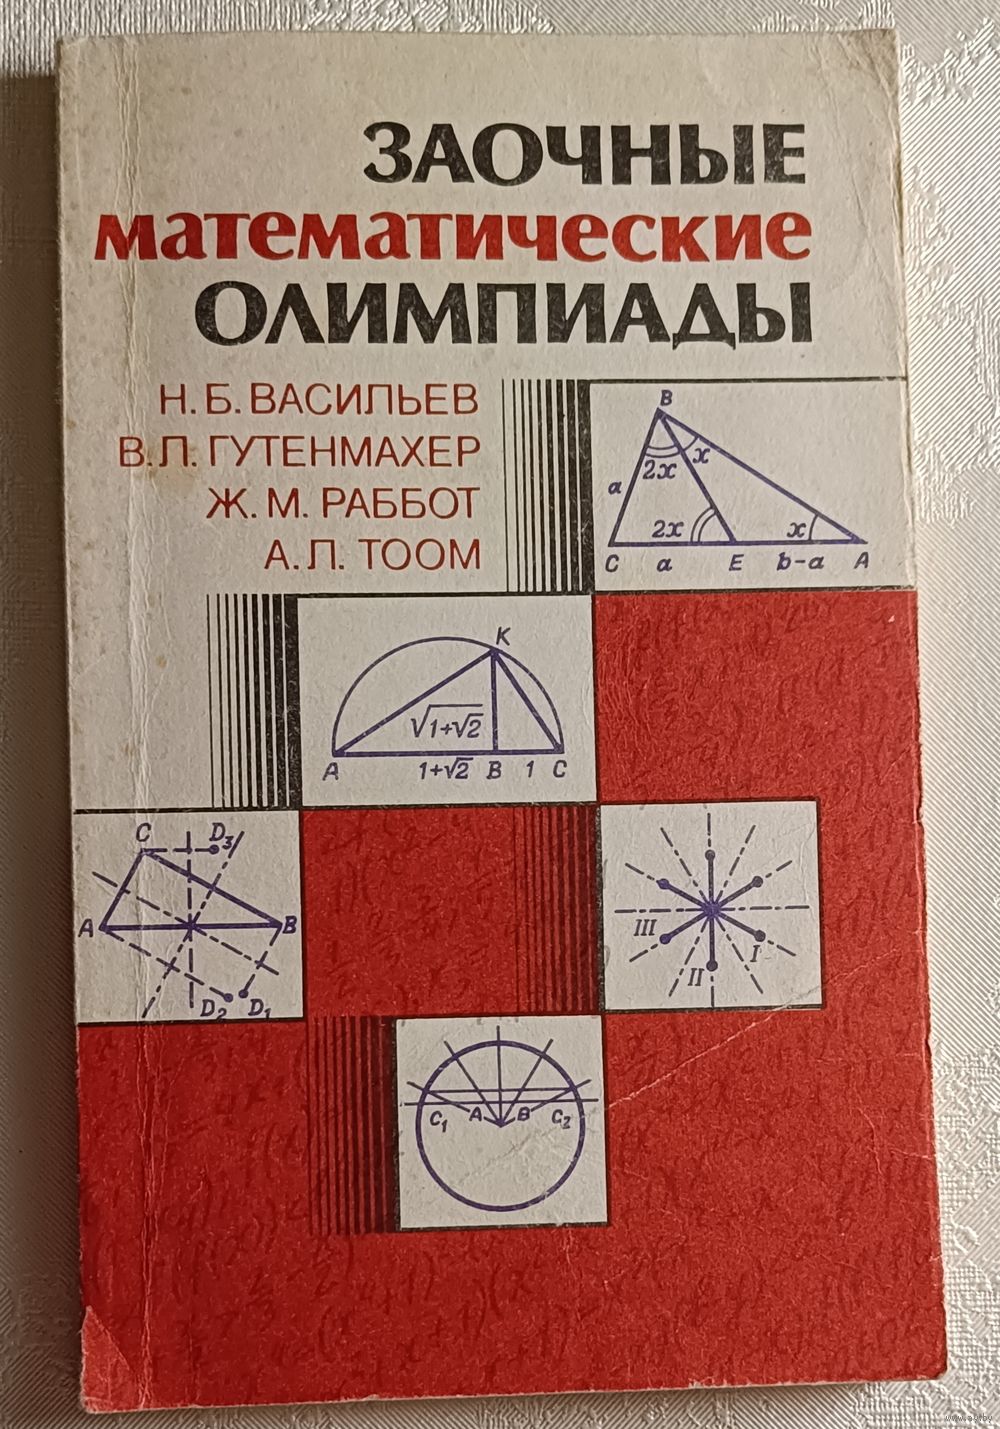 ЗАОЧНЫЕ
математические
ОЛИМПИАДЫ
Н. Б. ВАСИЛЬЕВ
В. Л. ГУТЕНМАХЕР
Ж. М. РАББОТ
А. Л. ТООМ
B
2x x
a
2x x
C a E b-a A
K
√1+√2
A 1+√2 B 1 C
C D₃
A B
D₂ D₁
III
II I
C₁ A B C₂